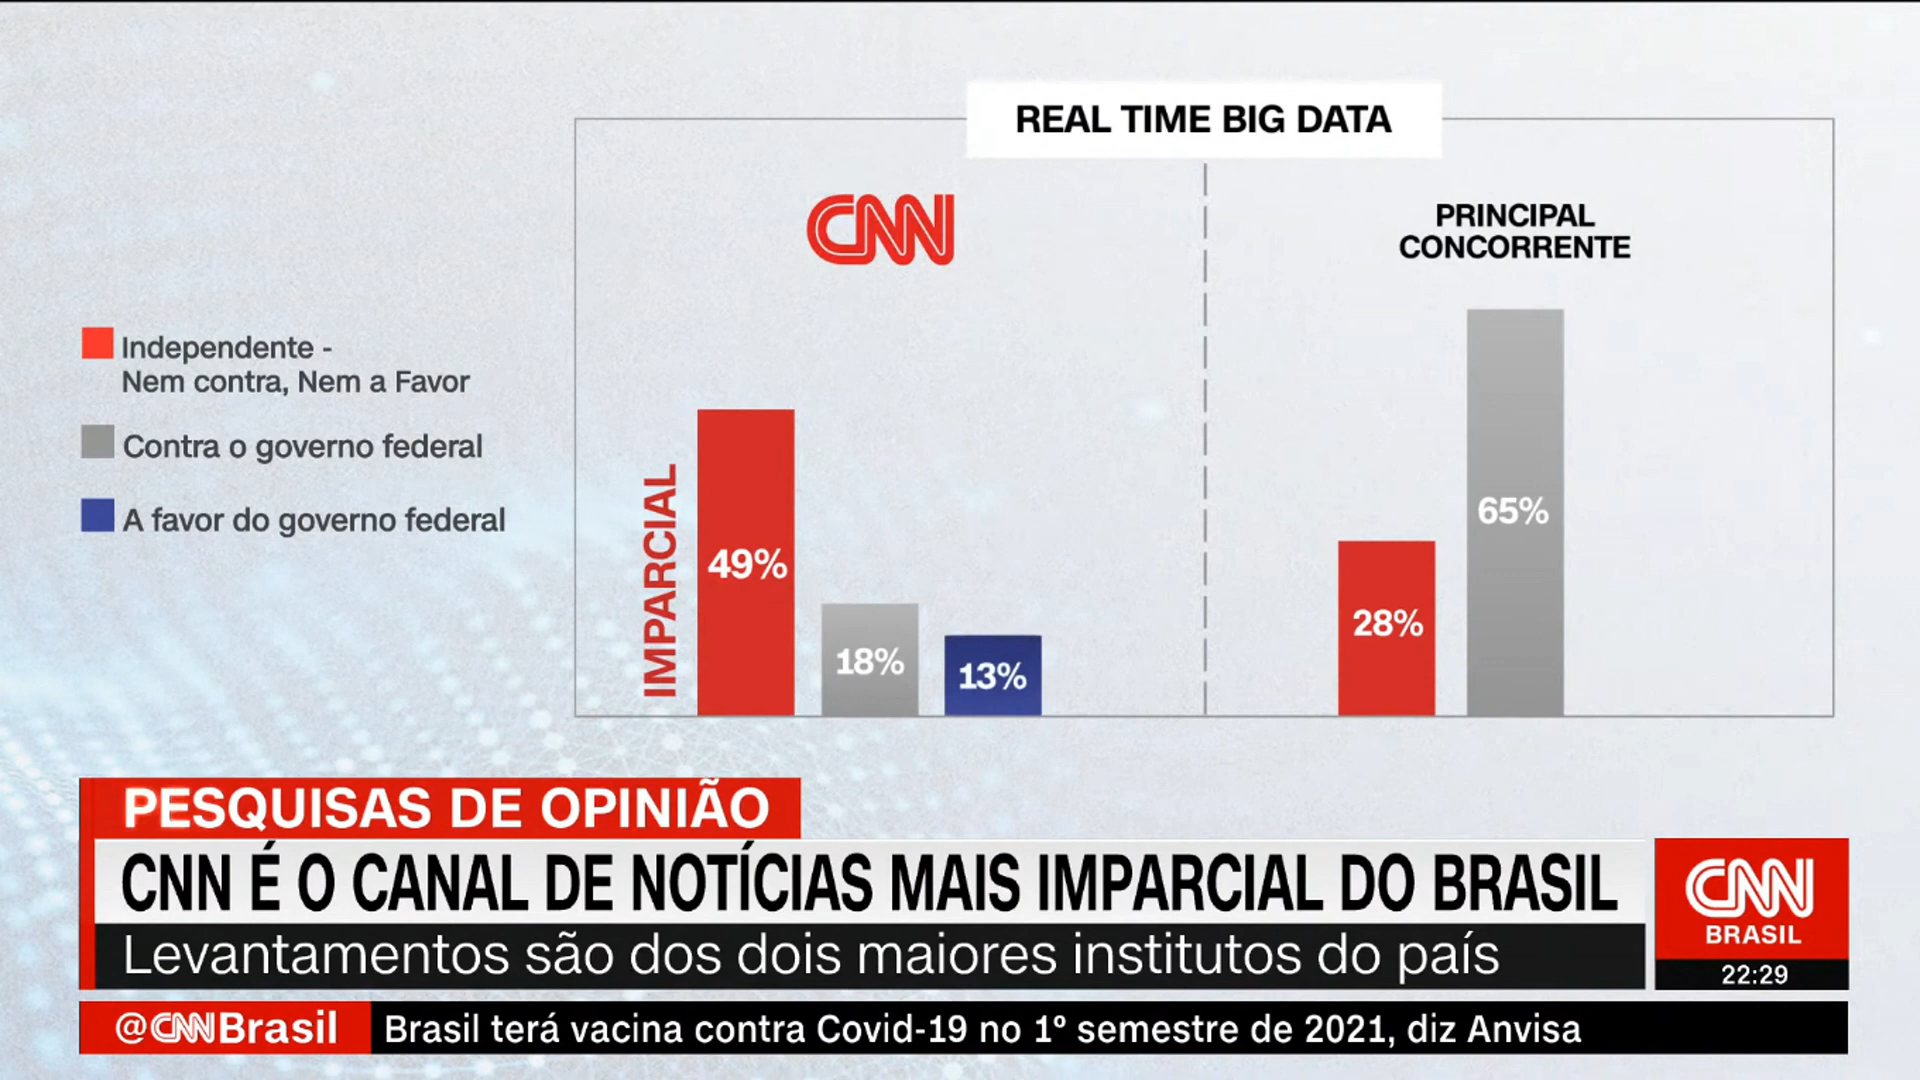 REAL TIME BIG DATA
CNN
PRINCIPAL
CONCORRENTE
Independente -
Nem contra, Nem a Favor
Contra o governo federal
A favor do governo federal
IMPARCIAL
49%
18%
13%
28%
65%
PESQUISAS DE OPINIÃO
CNN É O CANAL DE NOTÍCIAS MAIS IMPARCIAL DO BRASIL
Levantamentos são dos dois maiores institutos do país
CNN
BRASIL
22:29
@CNNBrasil
Brasil terá vacina contra Covid-19 no 1º semestre de 2021, diz Anvisa